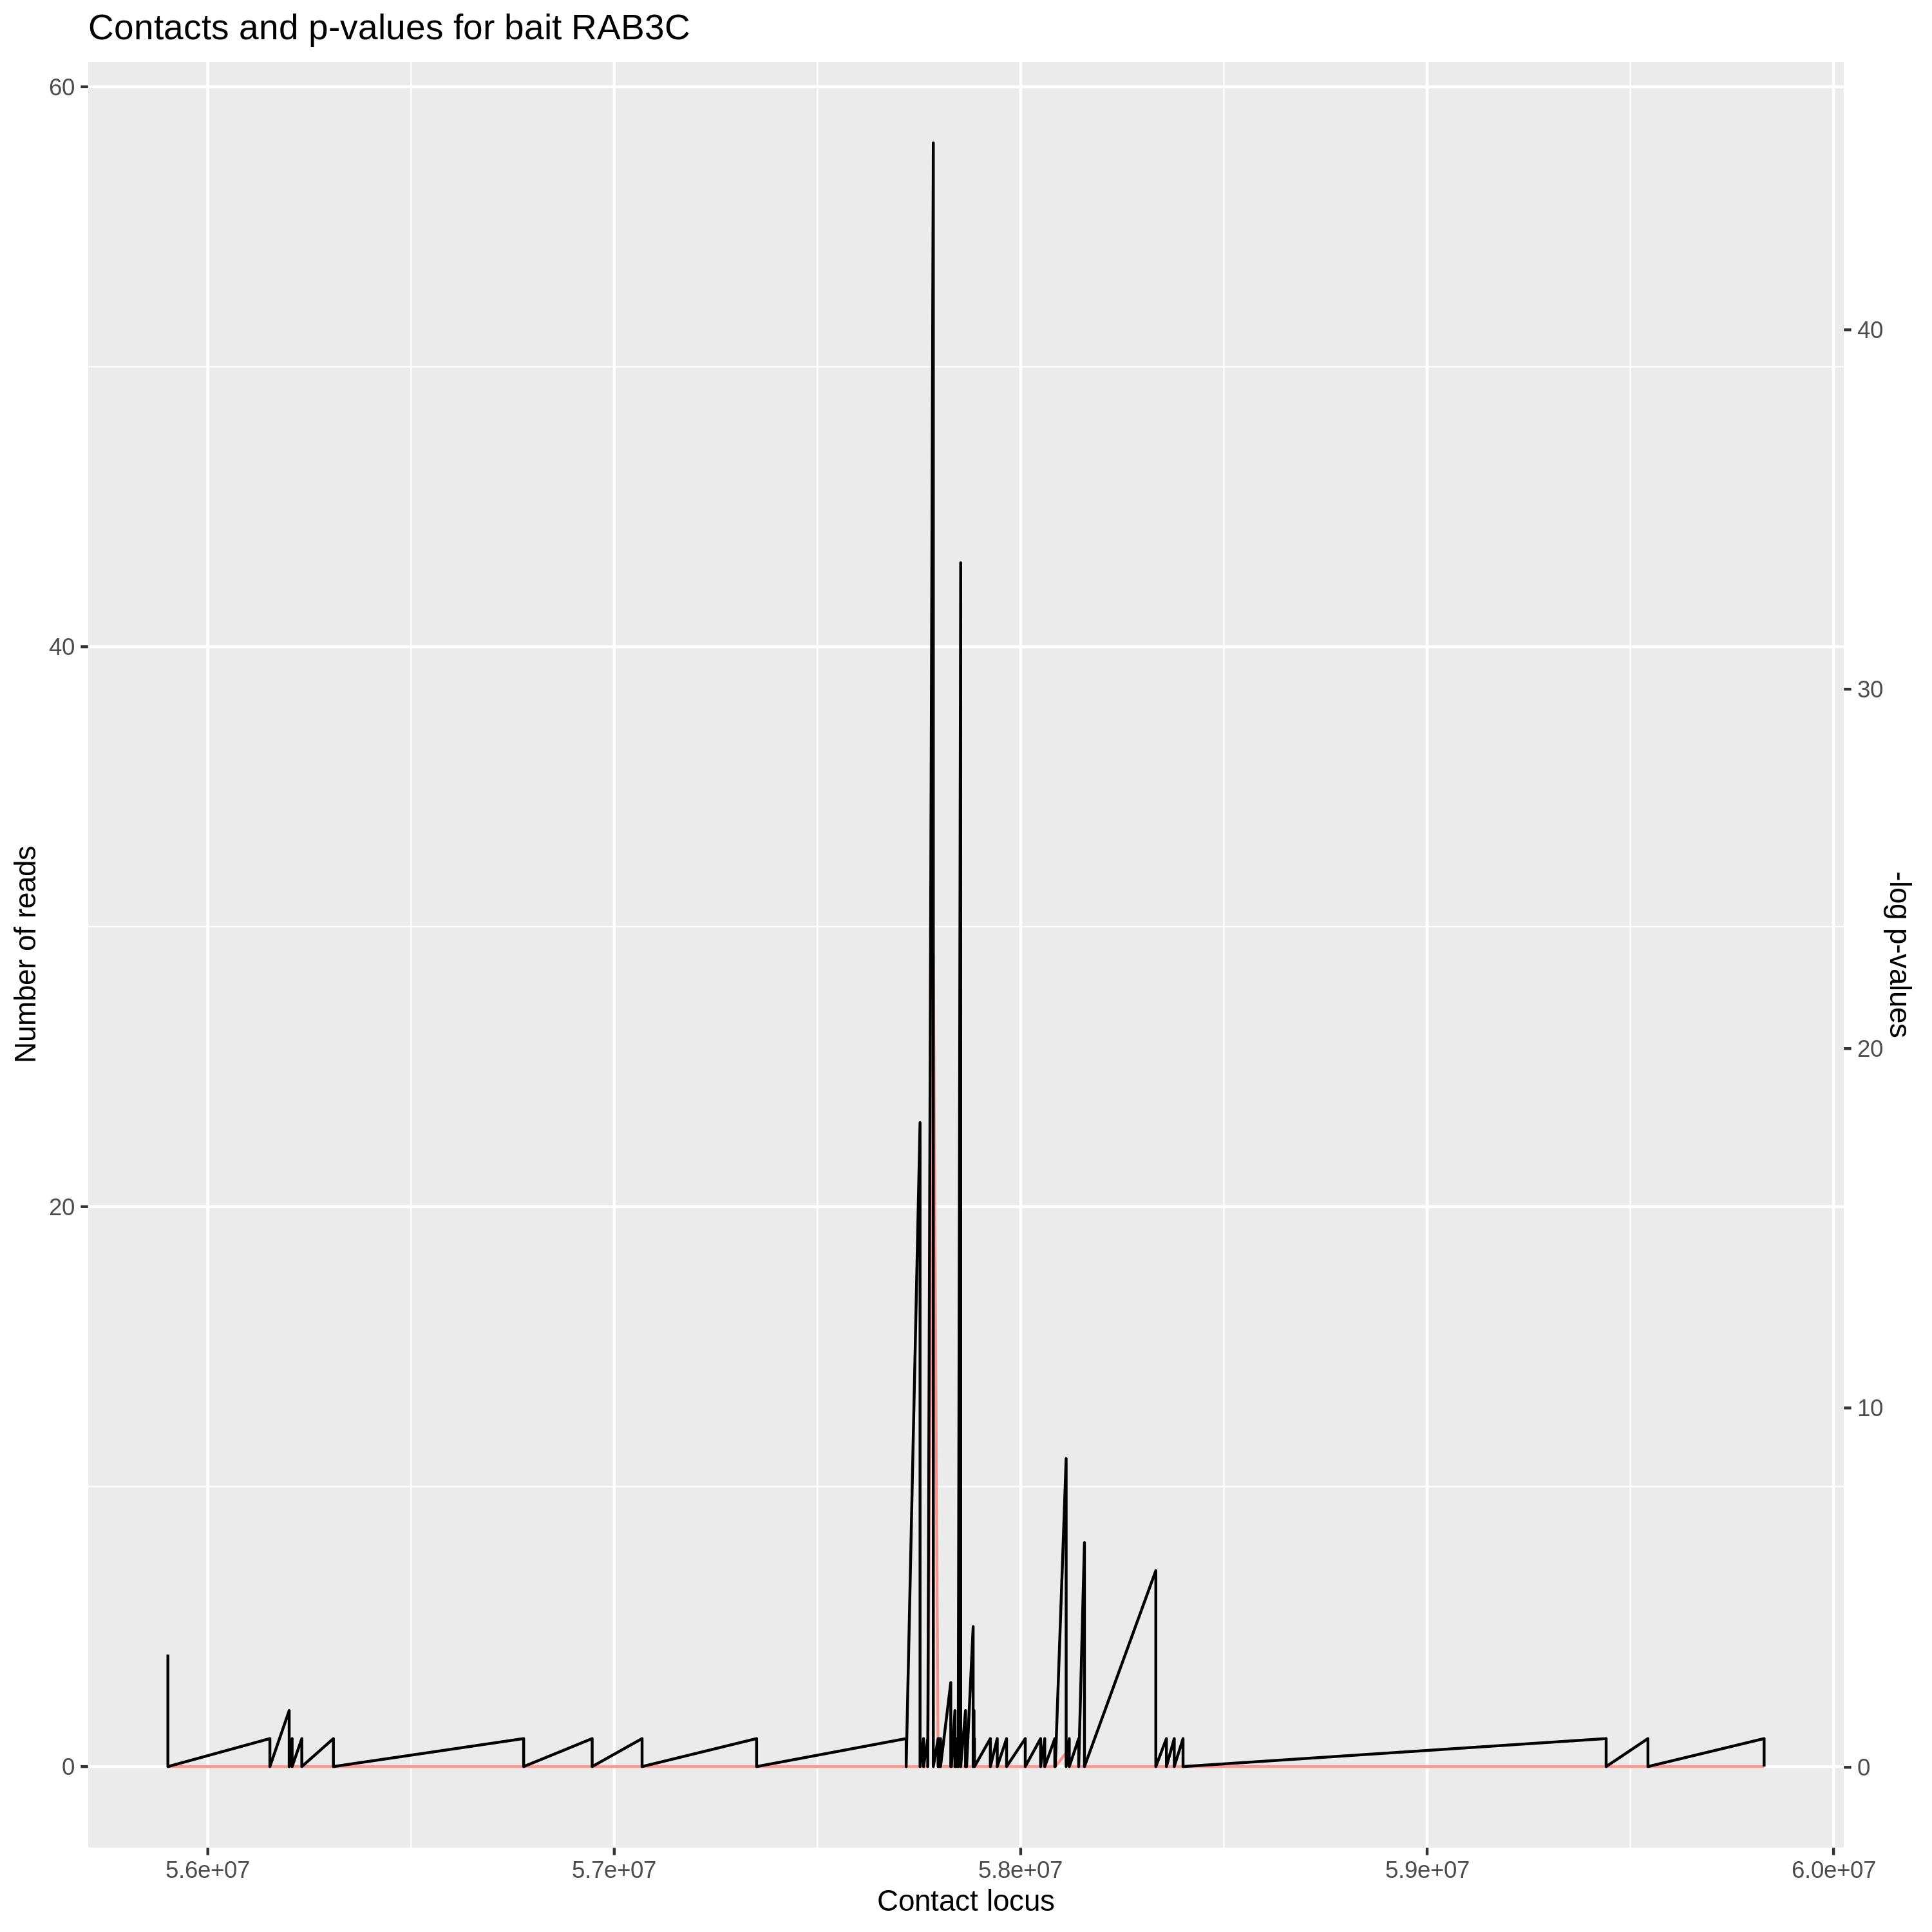 Contacts and p-values for bait RAB3C
60
40
20
0
Number of reads
40
30
20
10
0
-log p-values
5.6e+07 5.7e+07 5.8e+07 5.9e+07 6.0e+07
Contact locus